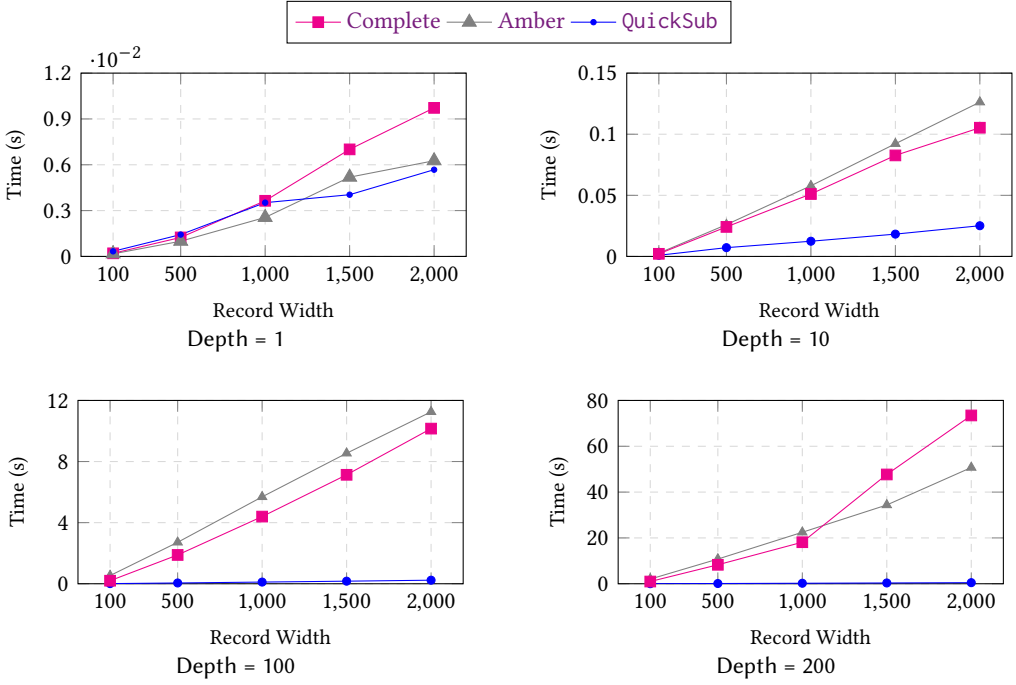 Complete Amber QuickSub
·10⁻²
1.2
0.9
0.6
0.3
0
Time (s)
100 500 1,000 1,500 2,000
Record Width
Depth = 1
0.15
0.1
0.05
0
Time (s)
100 500 1,000 1,500 2,000
Record Width
Depth = 10
12
8
4
0
Time (s)
100 500 1,000 1,500 2,000
Record Width
Depth = 100
80
60
40
20
0
Time (s)
100 500 1,000 1,500 2,000
Record Width
Depth = 200